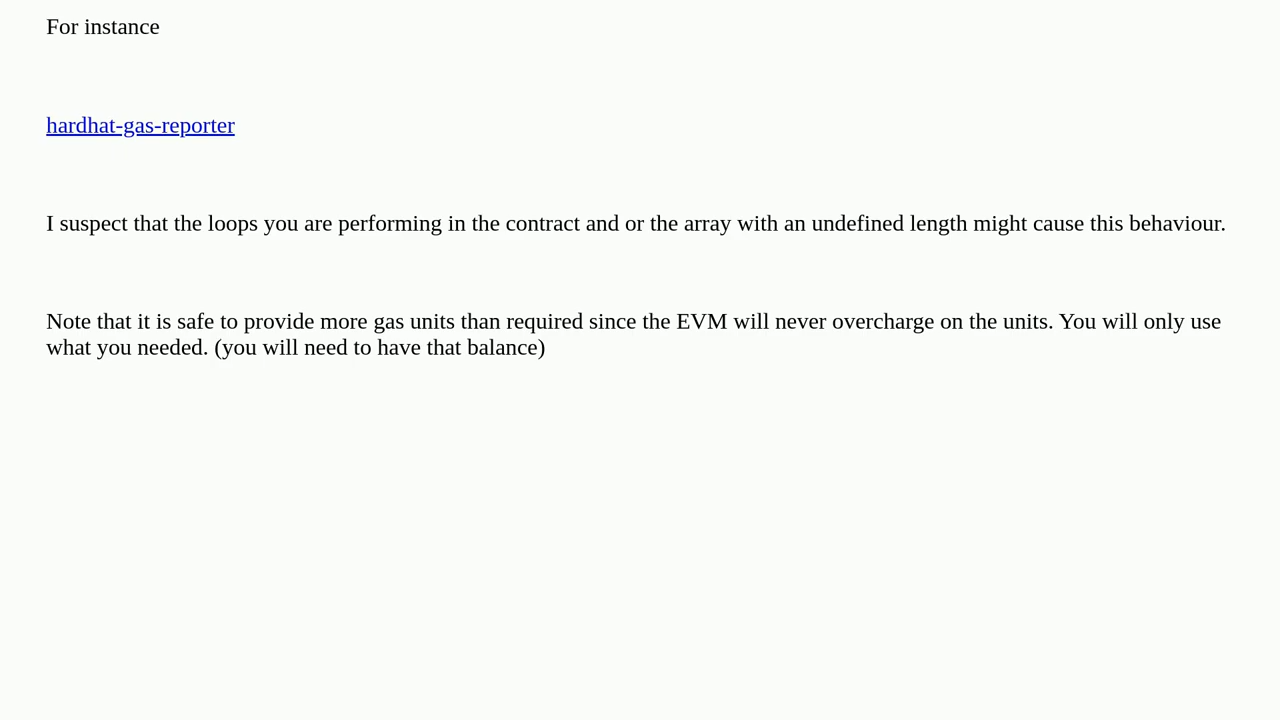 For instance
hardhat-gas-reporter
I suspect that the loops you are performing in the contract and or the array with an undefined length might cause this behaviour.
Note that it is safe to provide more gas units than required since the EVM will never overcharge on the units. You will only use
what you needed. (you will need to have that balance)